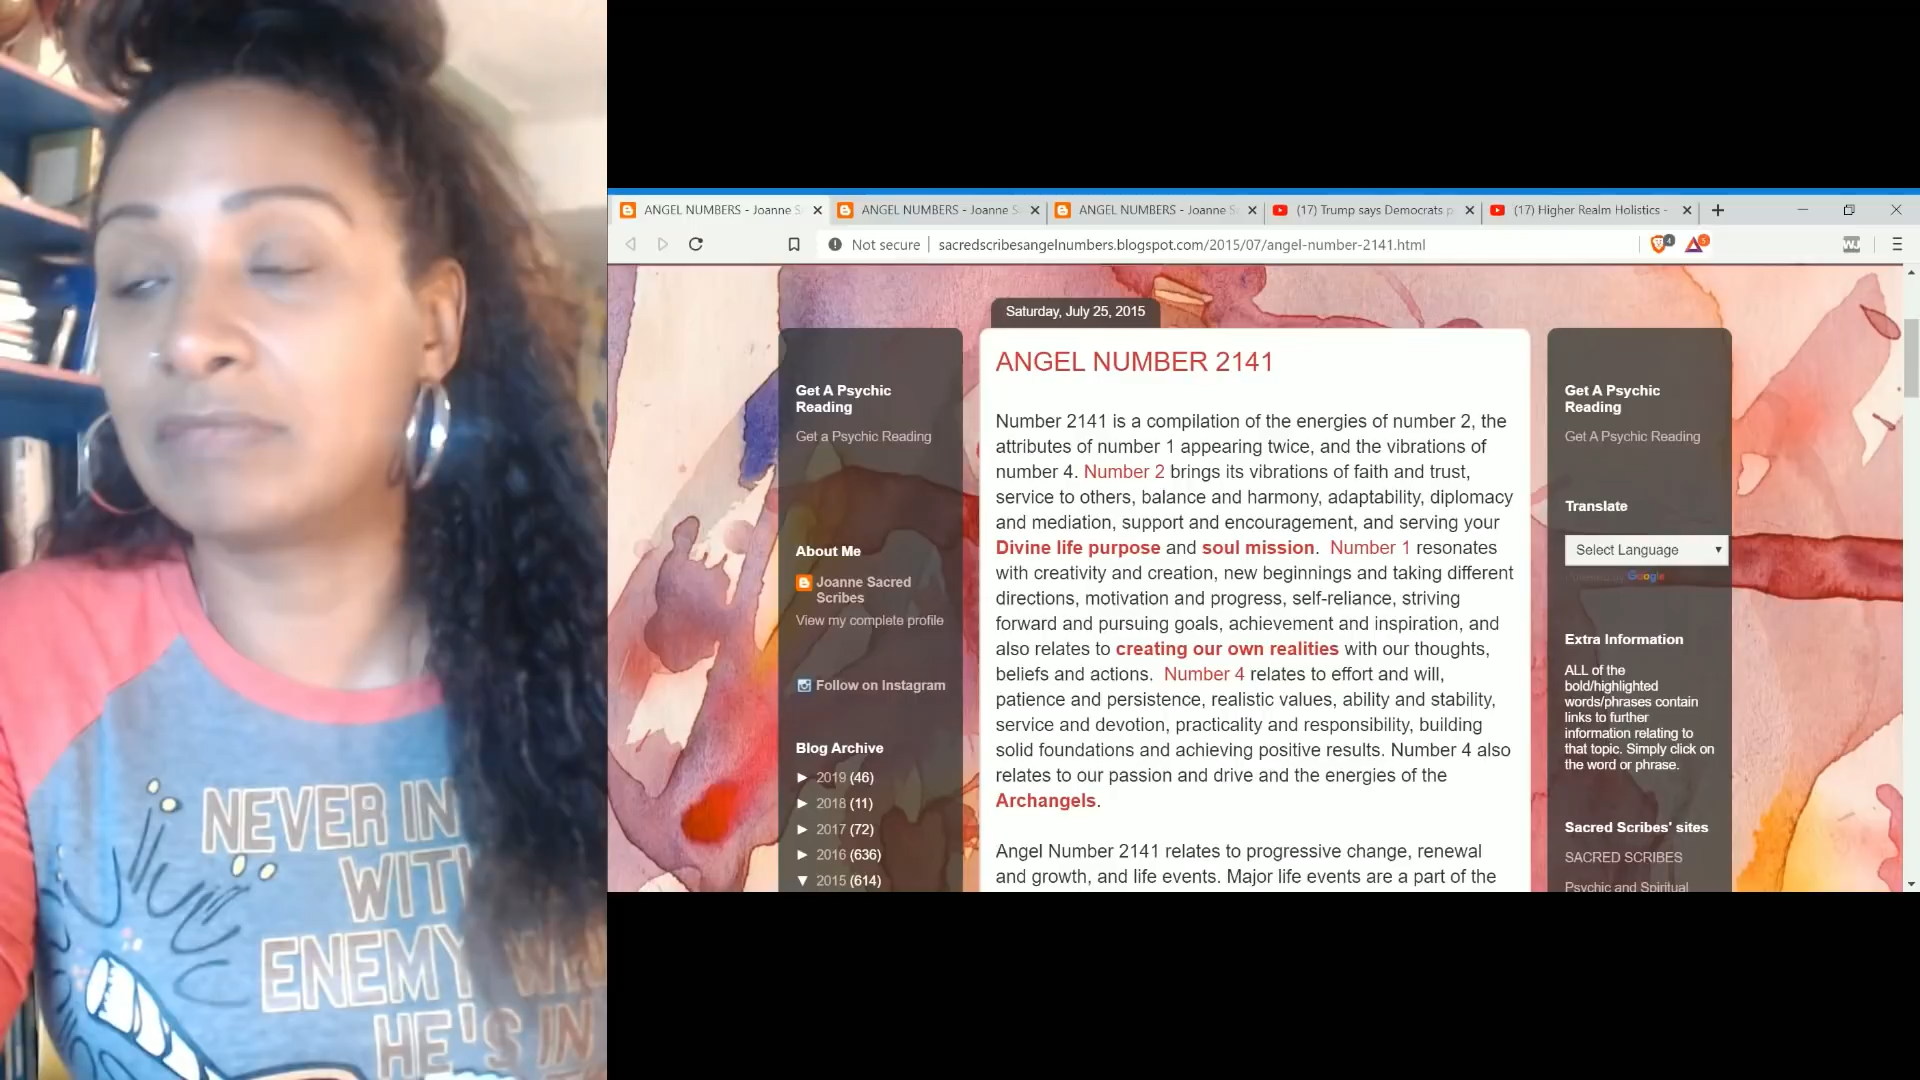 NEVER IN
WIT
ENEMY
HE'S IN
ANGEL NUMBERS - Joanne S
ANGEL NUMBERS - Joanne S
ANGEL NUMBERS - Joanne S
(17) Trump says Democrats p
(17) Higher Realm Holistics -
Not secure
sacredscribesangelnumbers.blogspot.com/2015/07/angel-number-2141.html
4
5
WJ
Saturday, July 25, 2015
Get A Psychic
Reading
Get a Psychic Reading
About Me
Joanne Sacred
Scribes
View my complete profile
Follow on Instagram
Blog Archive
► 2019 (46)
► 2018 (11)
► 2017 (72)
► 2016 (636)
▼ 2015 (614)
ANGEL NUMBER 2141
Number 2141 is a compilation of the energies of number 2, the
attributes of number 1 appearing twice, and the vibrations of
number 4. Number 2 brings its vibrations of faith and trust,
service to others, balance and harmony, adaptability, diplomacy
and mediation, support and encouragement, and serving your
Divine life purpose and soul mission. Number 1 resonates
with creativity and creation, new beginnings and taking different
directions, motivation and progress, self-reliance, striving
forward and pursuing goals, achievement and inspiration, and
also relates to creating our own realities with our thoughts,
beliefs and actions. Number 4 relates to effort and will,
patience and persistence, realistic values, ability and stability,
service and devotion, practicality and responsibility, building
solid foundations and achieving positive results. Number 4 also
relates to our passion and drive and the energies of the
Archangels.
Angel Number 2141 relates to progressive change, renewal
and growth, and life events. Major life events are a part of the
Get A Psychic
Reading
Get A Psychic Reading
Translate
Select Language
Powered by Google
Extra Information
ALL of the
bold/highlighted
words/phrases contain
links to further
information relating to
that topic. Simply click on
the word or phrase.
Sacred Scribes' sites
SACRED SCRIBES
Psychic and Spiritual